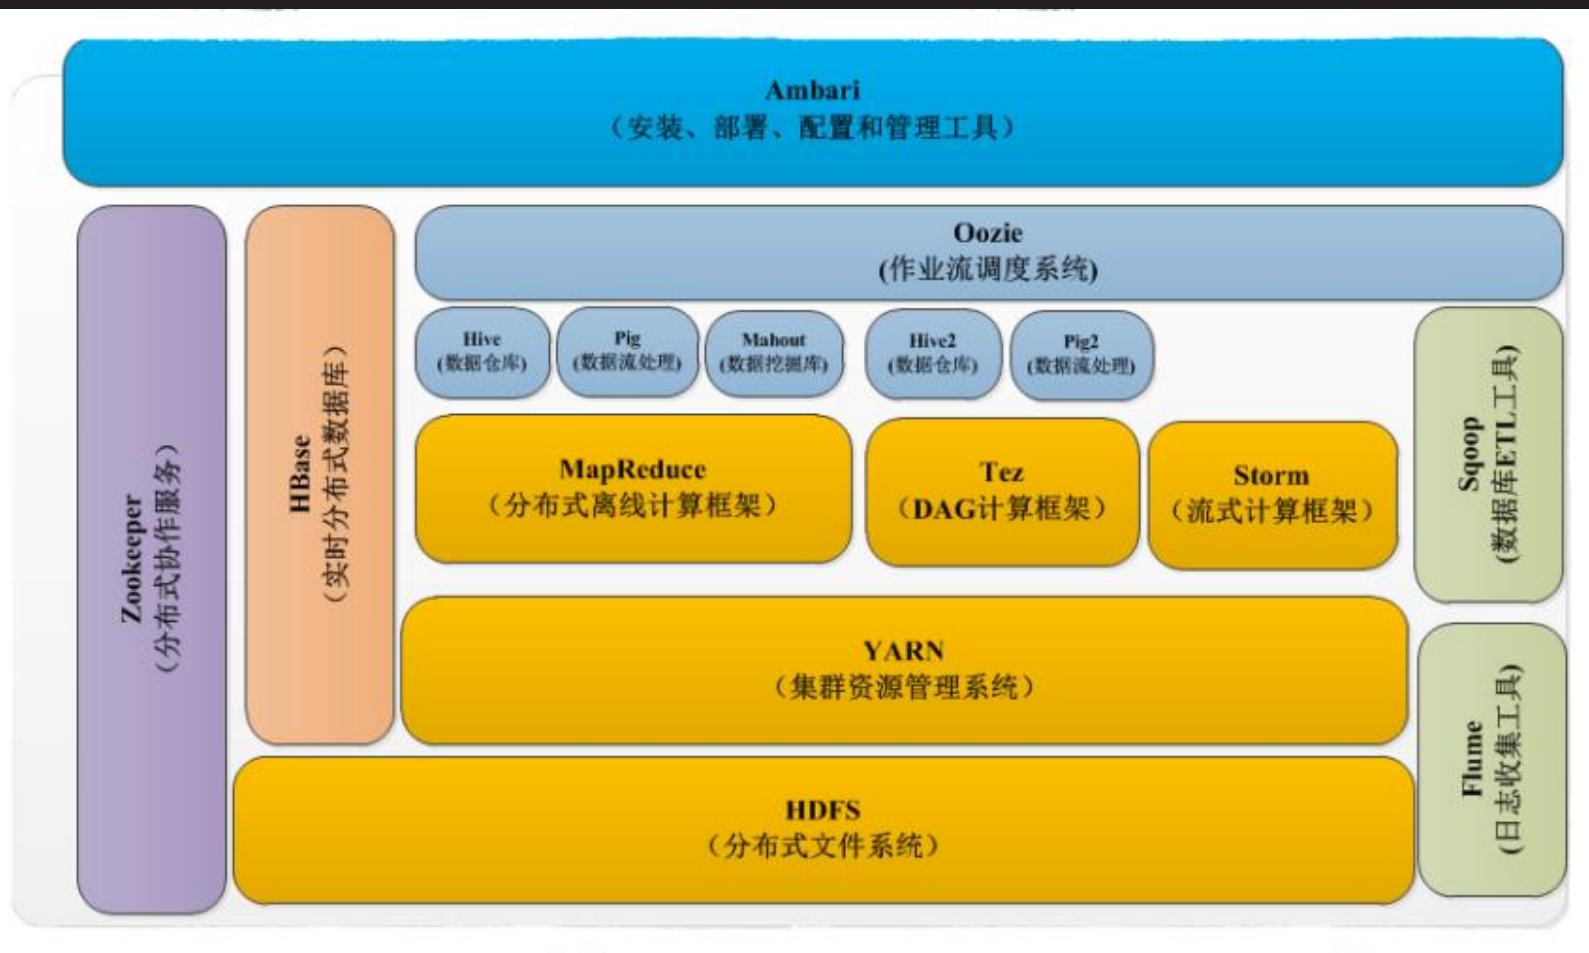 Ambari
（安装、部署、配置和管理工具）
Zookeeper
（分布式协作服务）
HBase
（实时分布式数据库）
Oozie
(作业流调度系统)
Hive
(数据仓库)
Pig
(数据流处理)
Mahout
(数据挖掘库)
Hive2
(数据仓库)
Pig2
(数据流处理)
MapReduce
（分布式离线计算框架）
Tez
（DAG计算框架）
Storm
（流式计算框架）
Sqoop
(数据库ETL工具)
YARN
（集群资源管理系统）
Flume
(日志收集工具)
HDFS
（分布式文件系统）